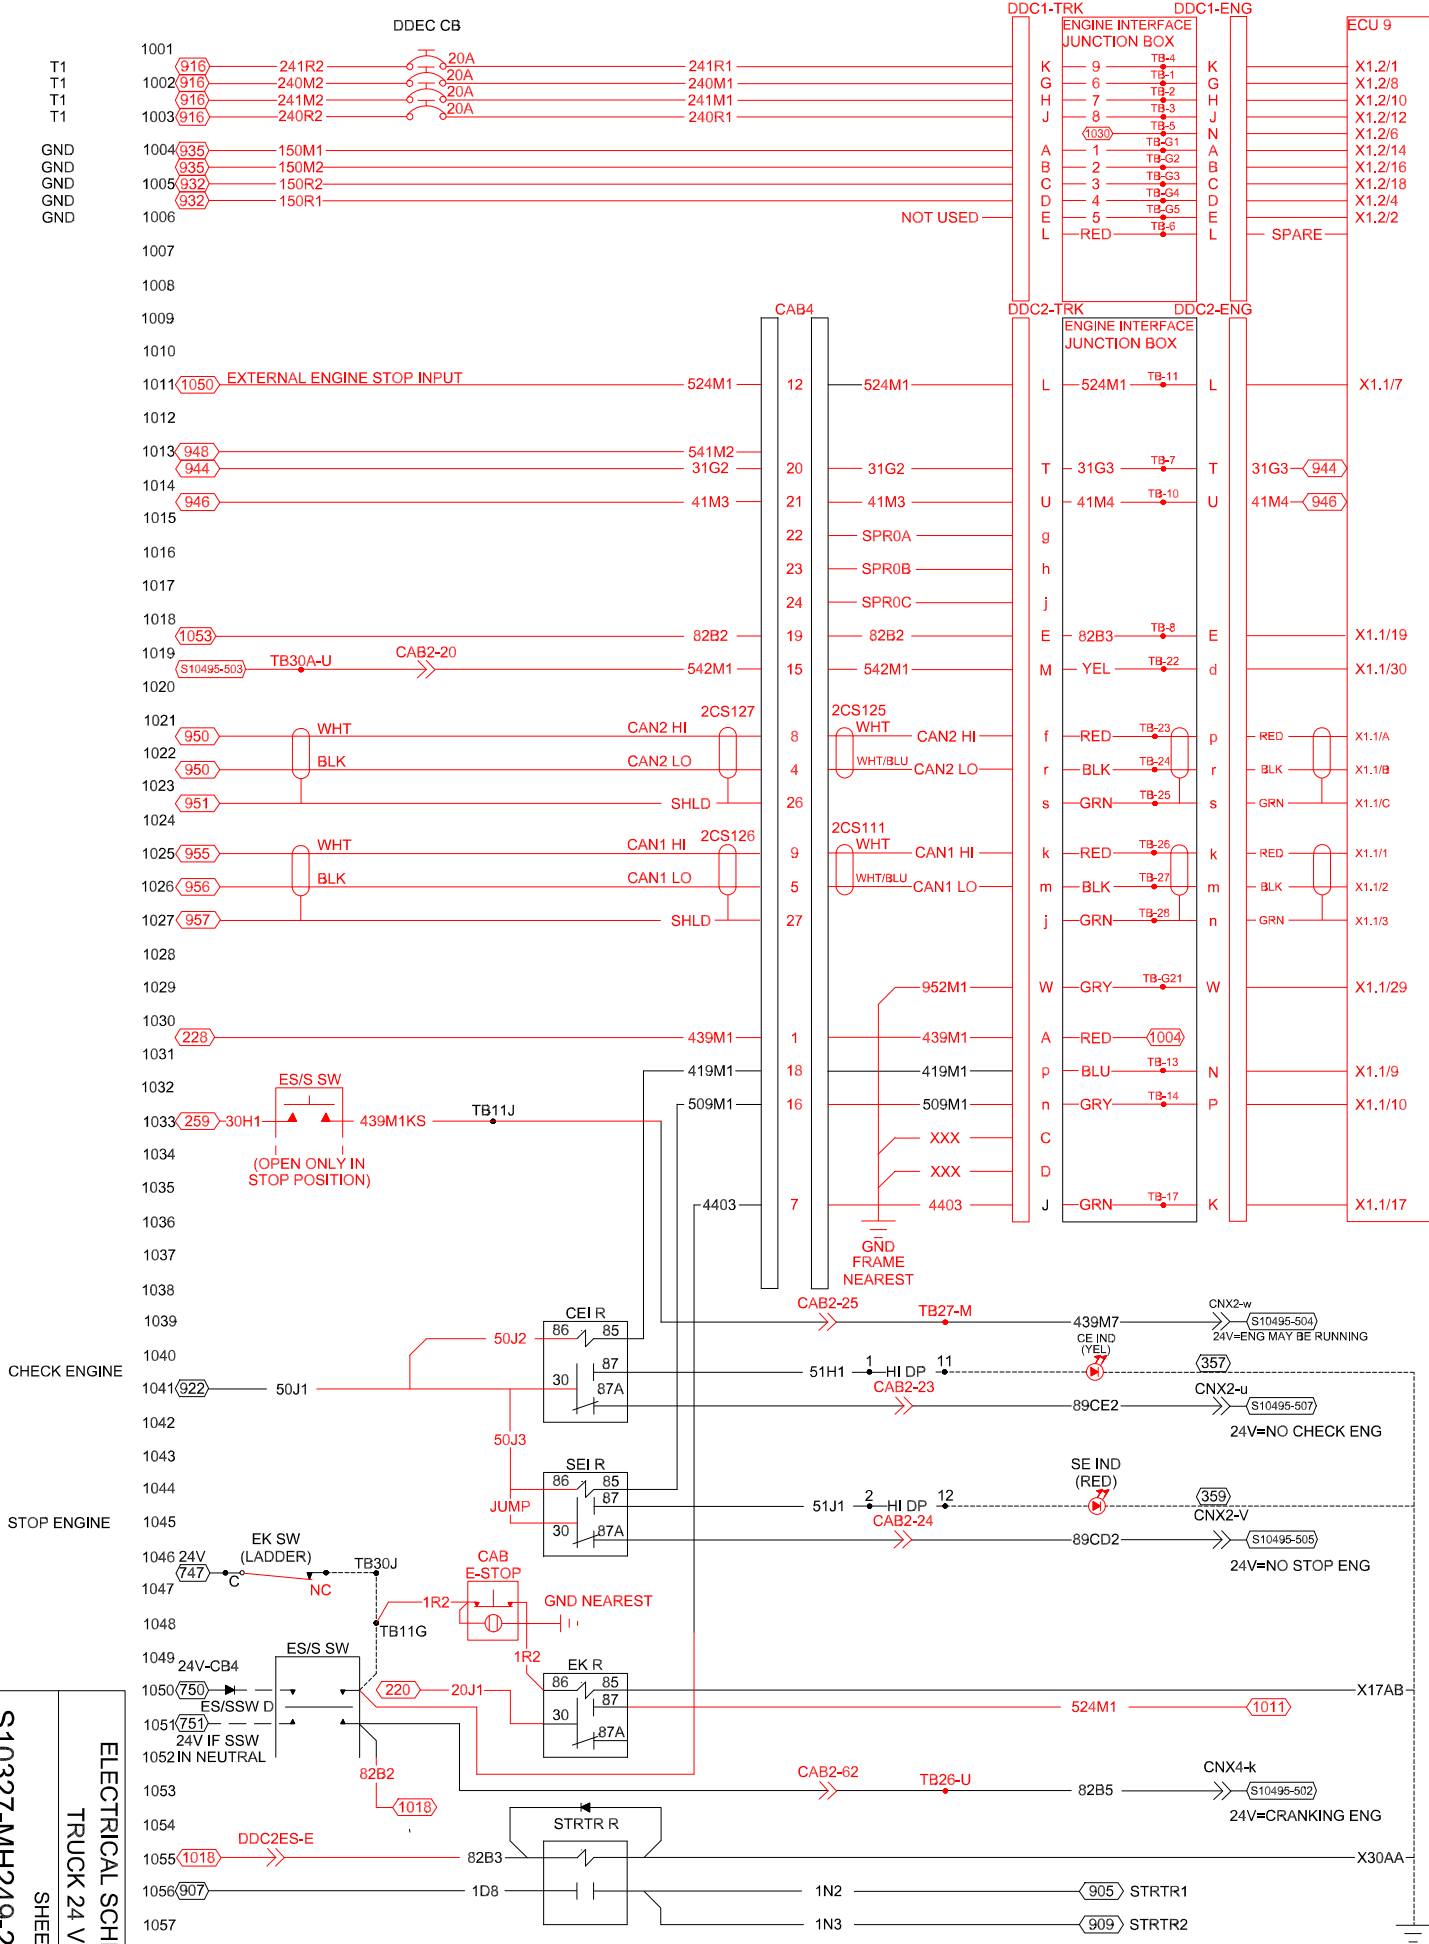 DDC1-TRK DDC1-ENG
DDEC CB ENGINE INTERFACE JUNCTION BOX ECU 9
1001
T1 916 241R2 20A 241R1 K 9 TB-4 K X1.2/1
T1 1002 916 240M2 20A 240M1 G 6 TB-1 G X1.2/8
T1 916 241M2 20A 241M1 H 7 TB-2 H X1.2/10
T1 1003 916 240R2 20A 240R1 J 8 TB-3 J X1.2/12
1030 TB-5 N X1.2/6
GND 1004 935 150M1 A 1 TB-G1 A X1.2/14
GND 935 150M2 B 2 TB-G2 B X1.2/16
GND 1005 932 150R2 C 3 TB-G3 C X1.2/18
GND 932 150R1 D 4 TB-G4 D X1.2/4
GND 1006 NOT USED E 5 TB-G5 E X1.2/2
L RED TB-6 L SPARE
1007
1008
1009 CAB4 DDC2-TRK DDC2-ENG
ENGINE INTERFACE
JUNCTION BOX
1010
1011 1050 EXTERNAL ENGINE STOP INPUT 524M1 12 524M1 L 524M1 TB-11 L X1.1/7
1012
1013 948 541M2
944 31G2 20 31G2 T 31G3 TB-7 T 31G3 944
1014
946 41M3 21 41M3 U 41M4 TB-10 U 41M4 946
1015
22 SPR0A g
1016
23 SPR0B h
1017
24 SPR0C j
1018
1053 82B2 19 82B2 E 82B3 TB-8 E X1.1/19
1019
S10495-503 TB30A-U CAB2-20 542M1 15 542M1 M YEL TB-22 d X1.1/30
1020
1021 2CS127 2CS125
950 WHT CAN2 HI 8 WHT CAN2 HI f RED TB-23 p RED X1.1/A
1022
950 BLK CAN2 LO 4 WHT/BLU CAN2 LO r BLK TB-24 r BLK X1.1/B
1023
951 SHLD 26 s GRN TB-25 s GRN X1.1/C
1024
2CS126 2CS111
1025 955 WHT CAN1 HI 9 WHT CAN1 HI k RED TB-26 k RED X1.1/1
1026 956 BLK CAN1 LO 5 WHT/BLU CAN1 LO m BLK TB-27 m BLK X1.1/2
1027 957 SHLD 27 j GRN TB-28 n GRN X1.1/3
1028
1029 952M1 W GRY TB-G21 W X1.1/29
1030
228 439M1 1 439M1 A RED 1004
1031
419M1 18 419M1 p BLU TB-13 N X1.1/9
1032 ES/S SW
509M1 16 509M1 n GRY TB-14 P X1.1/10
1033 259 30H1 439M1KS TB11J
XXX C
1034
(OPEN ONLY IN
STOP POSITION)
XXX D
1035
4403 7 4403 J GRN TB-17 K X1.1/17
1036
1037 GND
FRAME
NEAREST
1038
1039 CEI R CAB2-25 TB27-M 439M7 CNX2-w S10495-504
24V=ENG MAY BE RUNNING
50J2 86 85
1040 CE IND
(YEL)
CHECK ENGINE 87 51H1 1 HI DP 11 357
1041 922 50J1 30 87A CAB2-23 89CE2 CNX2-u S10495-507
1042 24V=NO CHECK ENG
1043 50J3
1044 SEI R SE IND
(RED)
86 85
JUMP 87 51J1 2 HI DP 12 359
STOP ENGINE 1045 30 87A CAB2-24 89CD2 CNX2-V S10495-505
1046 24V EK SW
(LADDER) TB30J CAB
E-STOP 24V=NO STOP ENG
747 C NC
1047
1R2 GND NEAREST
1048 TB11G
1049 24V-CB4 ES/S SW 1R2 EK R
1050 750 220 20J1 86 85 X17AB
ES/SSW D 87 524M1 1011
1051 751 30 87A
24V IF SSW
1052 IN NEUTRAL
82B2
1053 CAB2-62 TB26-U 82B5 CNX4-k S10495-502
1018 24V=CRANKING ENG
1054 STRTR R
1055 1018 DDC2ES-E 82B3 X30AA
1056 907 1D8 1N2 905 STRTR1
1057 1N3 909 STRTR2
ELECTRICAL SCH
TRUCK 24 V
SHEE
S10327-MH249-2